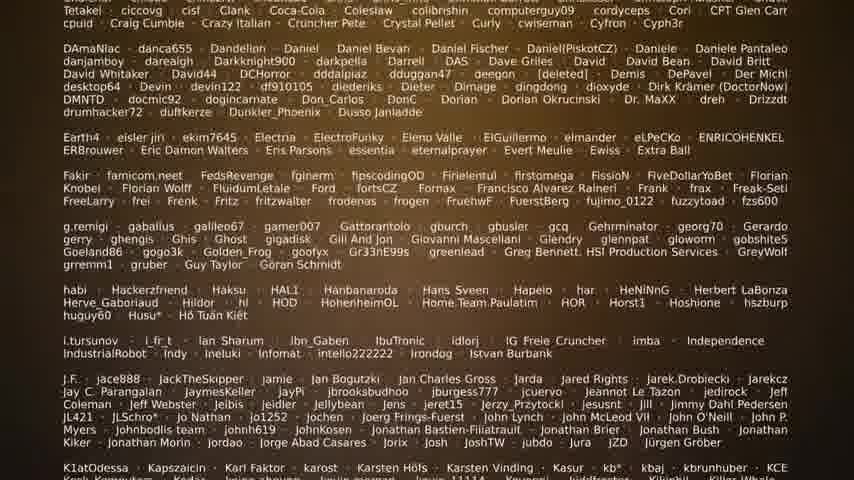 Tetakei · ciccovg · cisf · Clank · Coca-Cola · Colesław · colibrishin · computerguy09 · cordyceps · Cori · CPT Glen Carr
cpuid · Craig Cumbie · Crazy Italian · Cruncher Pete · Crystal Pellet · Curly · cwiseman · Cyfron · Cyph3r
DAmaNIac · danca655 · Dandelion · Daniel · Daniel Bevan · Daniel Fischer · Daniel(PiskotCZ) · Daniele · Daniele Pantaleo
danjamboy · dareaigh · Darkknight900 · darkpella · Darrell · DAS · Dave Griles · David · David Bean · David Britt
David Whitaker · David44 · DCHorror · dddalpiaz · dduggan47 · deegon · [deleted] · Demis · DePavel · Der Michl
desktop64 · Devin · devin122 · df910105 · diederiks · Dieter · Dimage · dingdong · dioxyde · Dirk Krämer (DoctorNow)
DMNTD · docmic92 · dogincarnate · Don_Carlos · DonC · Dorian · Dorian Okrucinski · Dr. MaXX · dreh · Drizzdt
drumhacker72 · duftkerze · Dunkler_Phoenix · Dusso Janladde
Earth4 · eisler jiri · ekim7645 · Electria · ElectroFunky · Eleno Valle · ElGuillermo · elmander · eLPeCKo · ENRICOHENKEL
ERBrouwer · Eric Damon Walters · Eris Parsons · essentia · eternalprayer · Evert Meulie · Ewiss · Extra Ball
Fakir · famicom.neet · FedsRevenge · fginerm · fipscodingOD · Firielentul · firstomega · FissioN · FiveDollarYoBet · Florian
Knobel · Florian Wolff · FluidumLetale · Ford · fortsCZ · Fornax · Francisco Alvarez Raineri · Frank · frax · Freak-Seti
FreeLarry · frei · Frenk · Fritz · fritzwalter · frodenas · frogen · FruehwF · FuerstBerg · fujimo_0122 · fuzzytoad · fzs600
g.remigi · gaballus · galileo67 · gamer007 · Gattorantolo · gburch · gbusler · gcq · Gehrminator · georg70 · Gerardo
gerry · ghengis · Ghis · Ghost · gigadisk · Gill And Jon · Giovanni Mascellani · Glendry · glennpat · gloworm · gobshite5
Goeland86 · gogo3k · Golden_Frog · goofyx · Gr33nE99s · greenlead · Greg Bennett. HSI Production Services · GreyWolf
grremm1 · gruber · Guy Taylor · Göran Schmidt
habi · Hackerzfriend · Haksu · HAL1 · Hanbanaroda · Hans Sveen · Hapeio · har · HeNiNnG · Herbert LaBonza
Herve_Gaboriaud · Hildor · hl · HOD · HohenheimOL · Home.Team.Paulatim · HOR · Horst1 · Hoshione · hszburp
huguy60 · Husu* · Hồ Tuấn Kiệt
i.tursunov · i_fr_t · Ian Sharum · Ibn_Gaben · IbuTronic · idlorj · IG Freie Cruncher · imba · Independence
IndustrialRobot · Indy · Ineluki · Infomat · intello222222 · Irondog · Istvan Burbank
J.F. · jace888 · JackTheSkipper · jamie · Jan Bogutzki · Jan Charles Gross · Jarda · Jared Rights · Jarek.Drobiecki · Jarekcz
Jay C. Parangalan · JaymesKeller · JayPi · jbrooksbudhoo · jburgess777 · jcuervo · Jeannot Le Tazon · jedirock · Jeff
Coleman · Jeff Webster · Jelbis · jeidler · Jellybean · Jens · jeret15 · Jerzy_Przytocki · jesusnt · Jill · Jimmy Dahl Pedersen
JL421 · JLSchro* · Jo Nathan · jo1252 · Jochen · Joerg Frings-Fuerst · John Lynch · John McLeod VII · John O'Neill · John P.
Myers · Johnbodlis team · johnh619 · JohnKosen · Jonathan Bastien-Filiatrault · Jonathan Brier · Jonathan Bush · Jonathan
Kiker · Jonathan Morin · Jordao · Jorge Abad Casares · Jorix · Josh · JoshTW · jubdo · Jura · JZD · Jürgen Gröber
K1atOdessa · Kapszaicin · Karl Faktor · karost · Karsten Höfs · Karsten Vinding · Kasur · kb* · kbaj · kbrunhuber · KCE